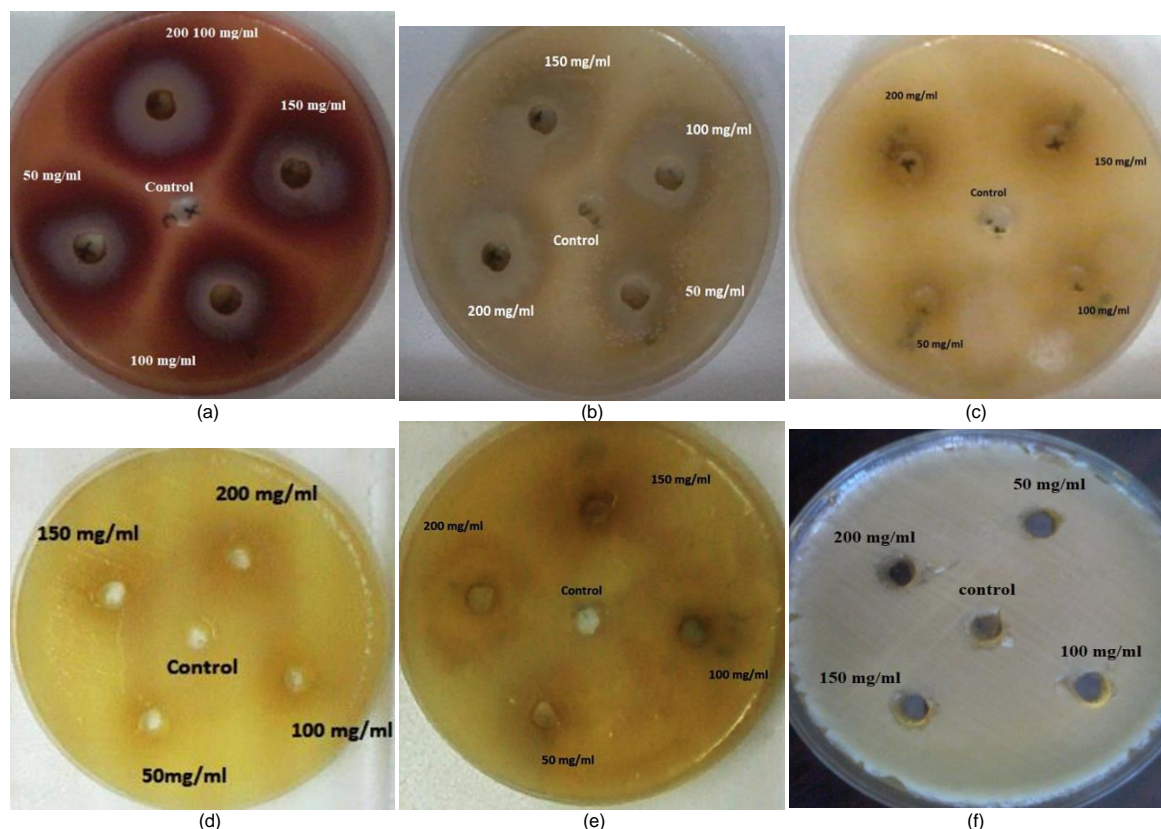 200 100 mg/ml
150 mg/ml
50 mg/ml
Control
100 mg/ml
(a)
150 mg/ml
100 mg/ml
Control
200 mg/ml
50 mg/ml
(b)
200 mg/ml
150 mg/ml
Control
100 mg/ml
50 mg/ml
(c)
200 mg/ml
150 mg/ml
Control
100 mg/ml
50mg/ml
(d)
150 mg/ml
200 mg/ml
Control
100 mg/ml
50 mg/ml
(e)
50 mg/ml
200 mg/ml
control
100 mg/ml
150 mg/ml
(f)